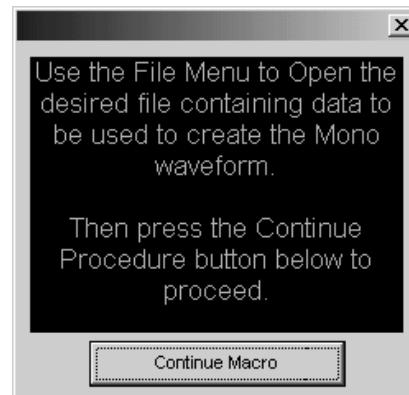 Use the File Menu to Open the
desired file containing data to
be used to create the Mono
waveform.
Then press the Continue
Procedure button below to
proceed.
Continue Macro